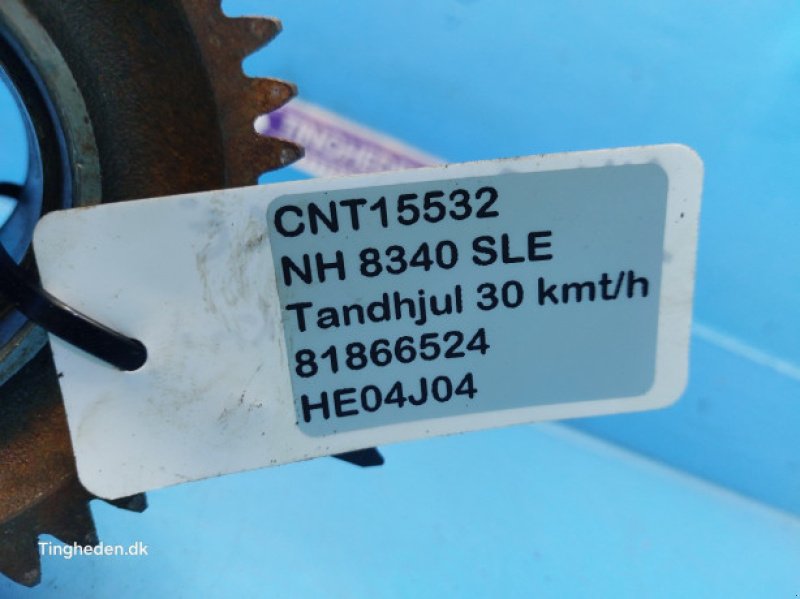 CNT15532
NH 8340 SLE
Tandhjul 30 kmt/h
81866524
HE04J04
Tingheden.dk